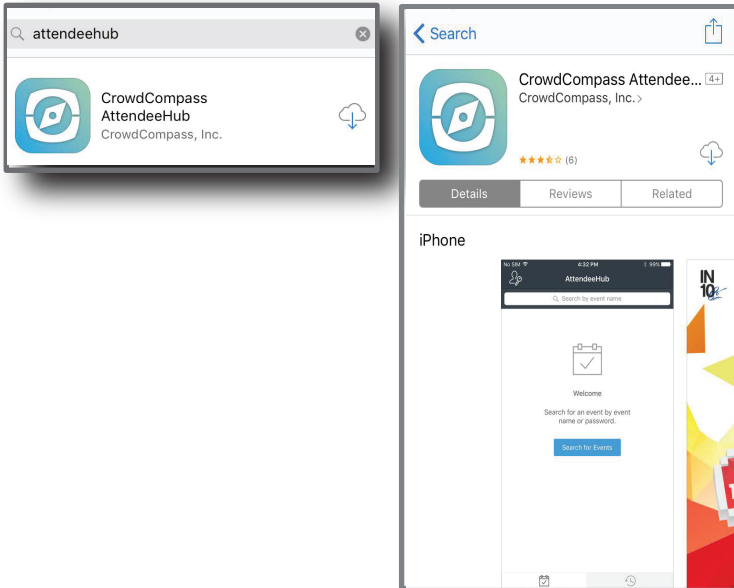 attendeehub
CrowdCompass
AttendeeHub
CrowdCompass, Inc.
Search
CrowdCompass Attendee... 4+
CrowdCompass, Inc. >
(6)
Details Reviews Related
iPhone
No SIM 4:32 PM 99%
AttendeeHub
Search by event name
Welcome
Search for an event by event
name or password.
Search for Events
IN
10